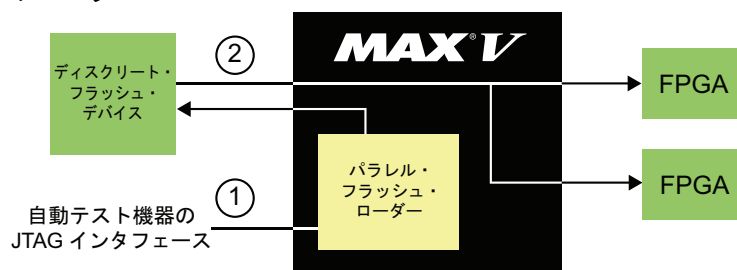 ディスクリート・
フラッシュ・
デバイス
②
MAX® V
FPGA
FPGA
パラレル・
フラッシュ・
ローダー
①
自動テスト機器の
JTAG インタフェース